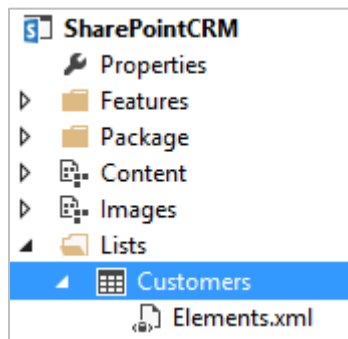 SharePointCRM
Properties
Features
Package
Content
Images
Lists
Customers
Elements.xml